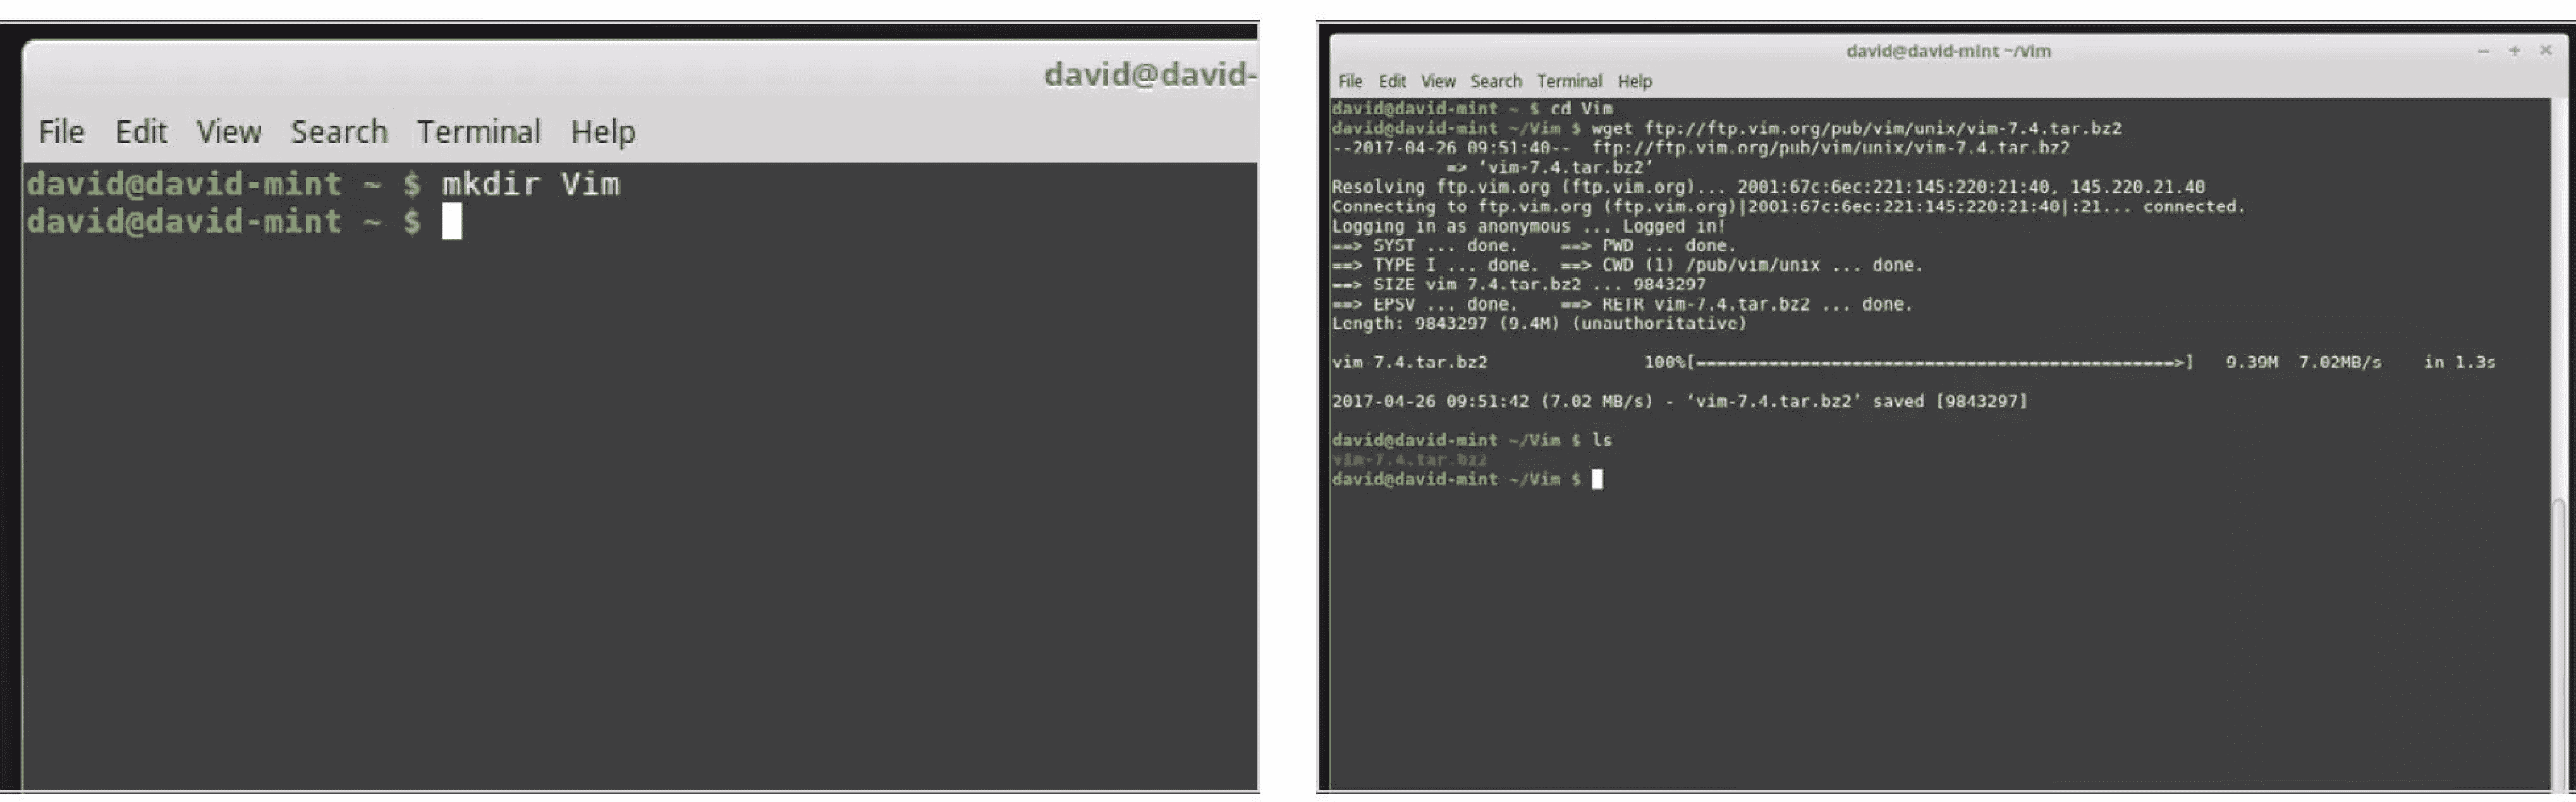 david@david-
File Edit View Search Terminal Help
david@david-mint ~ $ mkdir Vim
david@david-mint ~ $
david@david-mint ~/Vim
File Edit View Search Terminal Help
david@david-mint ~ $ cd Vim
david@david-mint ~/Vim $ wget ftp://ftp.vim.org/pub/vim/unix/vim-7.4.tar.bz2
--2017-04-26 09:51:40--  ftp://ftp.vim.org/pub/vim/unix/vim-7.4.tar.bz2
=> ‘vim-7.4.tar.bz2’
Resolving ftp.vim.org (ftp.vim.org)... 2001:67c:6ec:221:145:220:21:40, 145.220.21.40
Connecting to ftp.vim.org (ftp.vim.org)|2001:67c:6ec:221:145:220:21:40|:21... connected.
Logging in as anonymous ... Logged in!
==> SYST ... done.    ==> PWD ... done.
==> TYPE I ... done.  ==> CWD (1) /pub/vim/unix ... done.
==> SIZE vim-7.4.tar.bz2 ... 9843297
==> EPSV ... done.    ==> RETR vim-7.4.tar.bz2 ... done.
Length: 9843297 (9.4M) (unauthoritative)
vim-7.4.tar.bz2 100%[=============================================>] 9.39M 7.02MB/s in 1.3s
2017-04-26 09:51:42 (7.02 MB/s) - ‘vim-7.4.tar.bz2’ saved [9843297]
david@david-mint ~/Vim $ ls
vim-7.4.tar.bz2
david@david-mint ~/Vim $